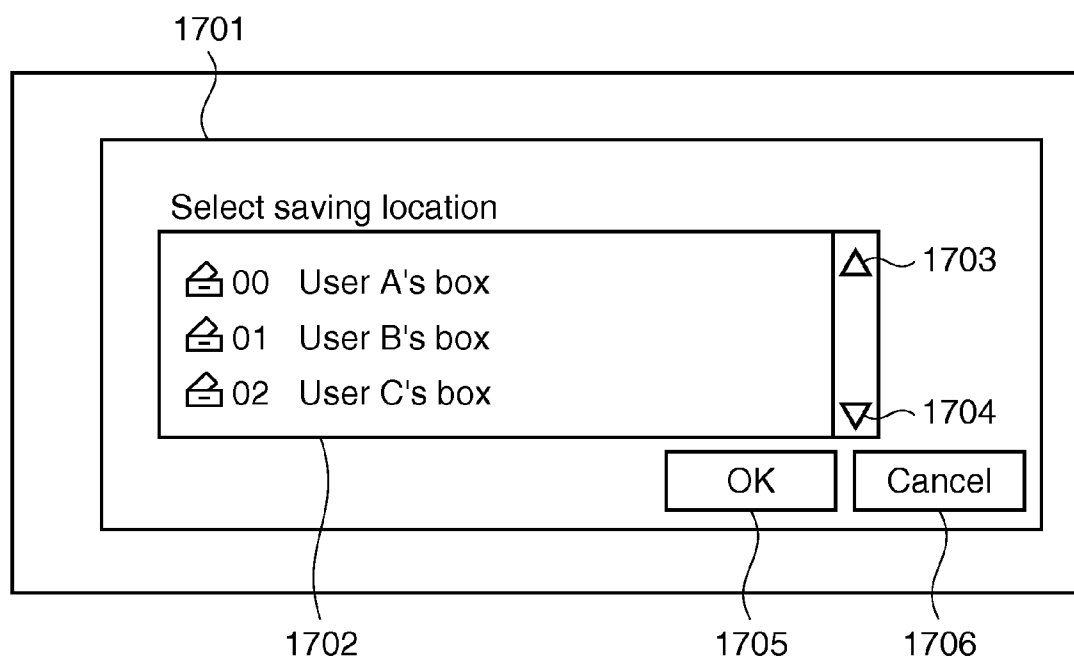 1701
Select saving location
00 User A's box
1703
01 User B's box
02 User C's box
1704
OK Cancel
1702 1705 1706